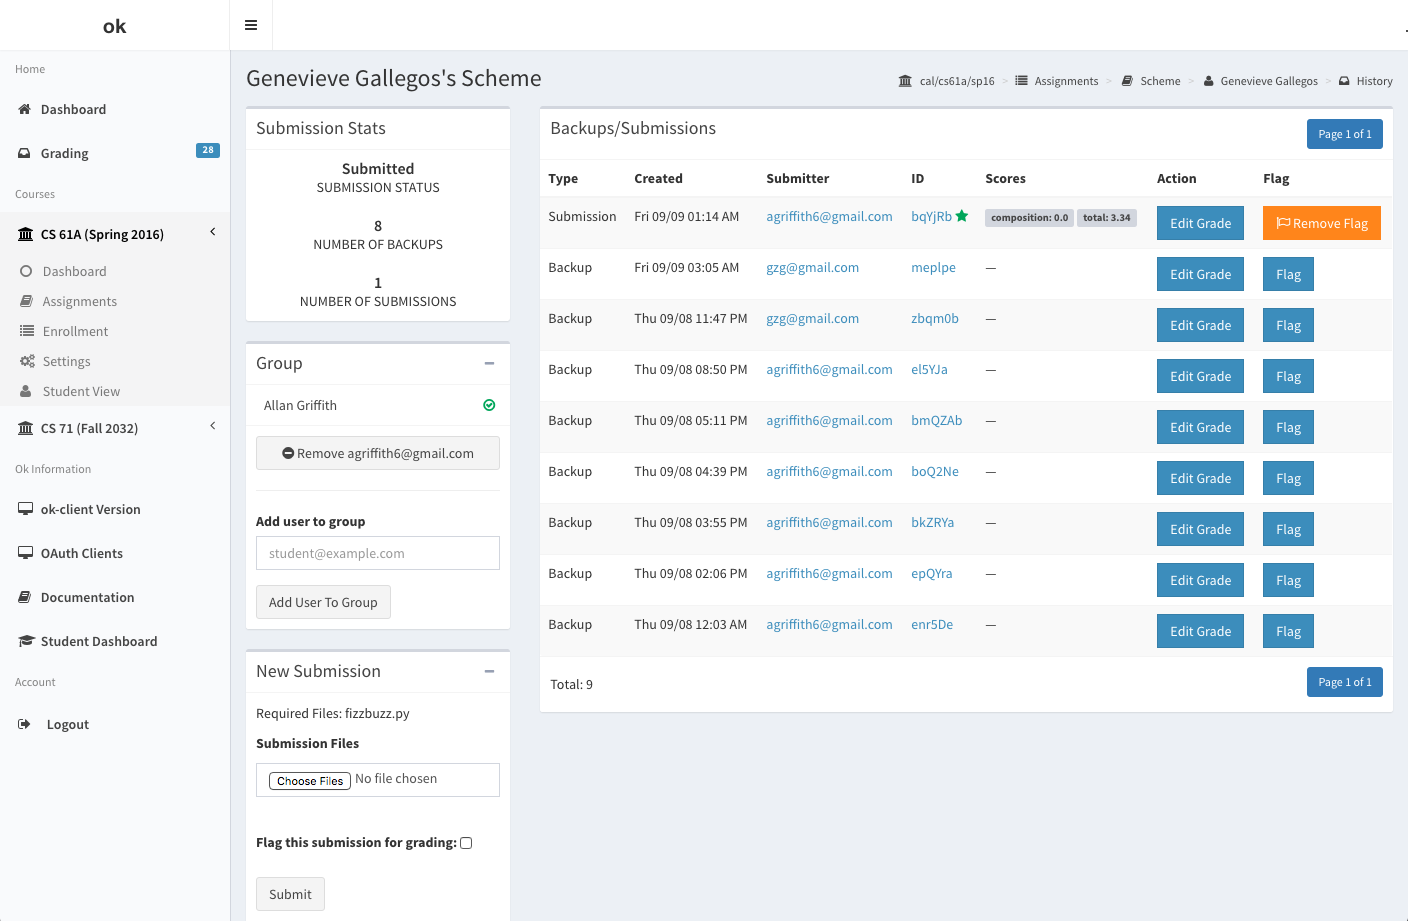 ok
Home
Dashboard
Grading 28
Courses
CS 61A (Spring 2016)
Dashboard
Assignments
Enrollment
Settings
Student View
CS 71 (Fall 2032)
Ok Information
ok-client Version
OAuth Clients
Documentation
Student Dashboard
Account
Logout
Genevieve Gallegos's Scheme
cal/cs61a/sp16 > Assignments > Scheme > Genevieve Gallegos > History
Submission Stats
Submitted
SUBMISSION STATUS
8
NUMBER OF BACKUPS
1
NUMBER OF SUBMISSIONS
Group
Allan Griffith
Remove agriffith6@gmail.com
Add user to group
student@example.com
Add User To Group
New Submission
Required Files: fizzbuzz.py
Submission Files
Choose Files No file chosen
Flag this submission for grading:
Submit
Backups/Submissions
Page 1 of 1
Type Created Submitter ID Scores Action Flag
Submission Fri 09/09 01:14 AM agriffith6@gmail.com bqYjRb composition: 0.0 total: 3.34 Edit Grade Remove Flag
Backup Fri 09/09 03:05 AM gzg@gmail.com meplpe — Edit Grade Flag
Backup Thu 09/08 11:47 PM gzg@gmail.com zbqm0b — Edit Grade Flag
Backup Thu 09/08 08:50 PM agriffith6@gmail.com el5YJa — Edit Grade Flag
Backup Thu 09/08 05:11 PM agriffith6@gmail.com bmQZAb — Edit Grade Flag
Backup Thu 09/08 04:39 PM agriffith6@gmail.com boQ2Ne — Edit Grade Flag
Backup Thu 09/08 03:55 PM agriffith6@gmail.com bkZRYa — Edit Grade Flag
Backup Thu 09/08 02:06 PM agriffith6@gmail.com epQYra — Edit Grade Flag
Backup Thu 09/08 12:03 AM agriffith6@gmail.com enr5De — Edit Grade Flag
Total: 9
Page 1 of 1